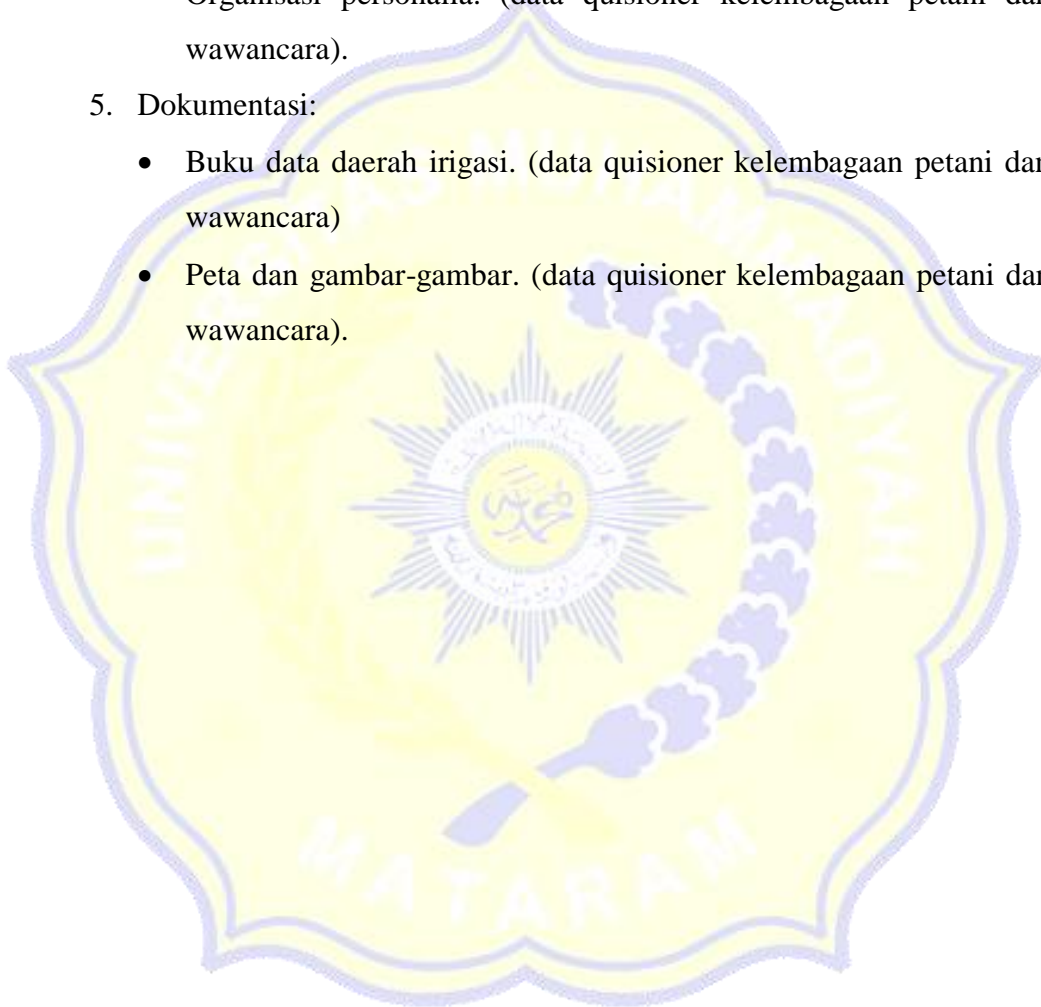 Organisasi personalia. (data quisioner kelembagaan petani dan
wawancara).
5. Dokumentasi:
• Buku data daerah irigasi. (data quisioner kelembagaan petani dan
wawancara)
• Peta dan gambar-gambar. (data quisioner kelembagaan petani dan
wawancara).
UNIVERSITAS MUHAMMADIYAH
MATARAM